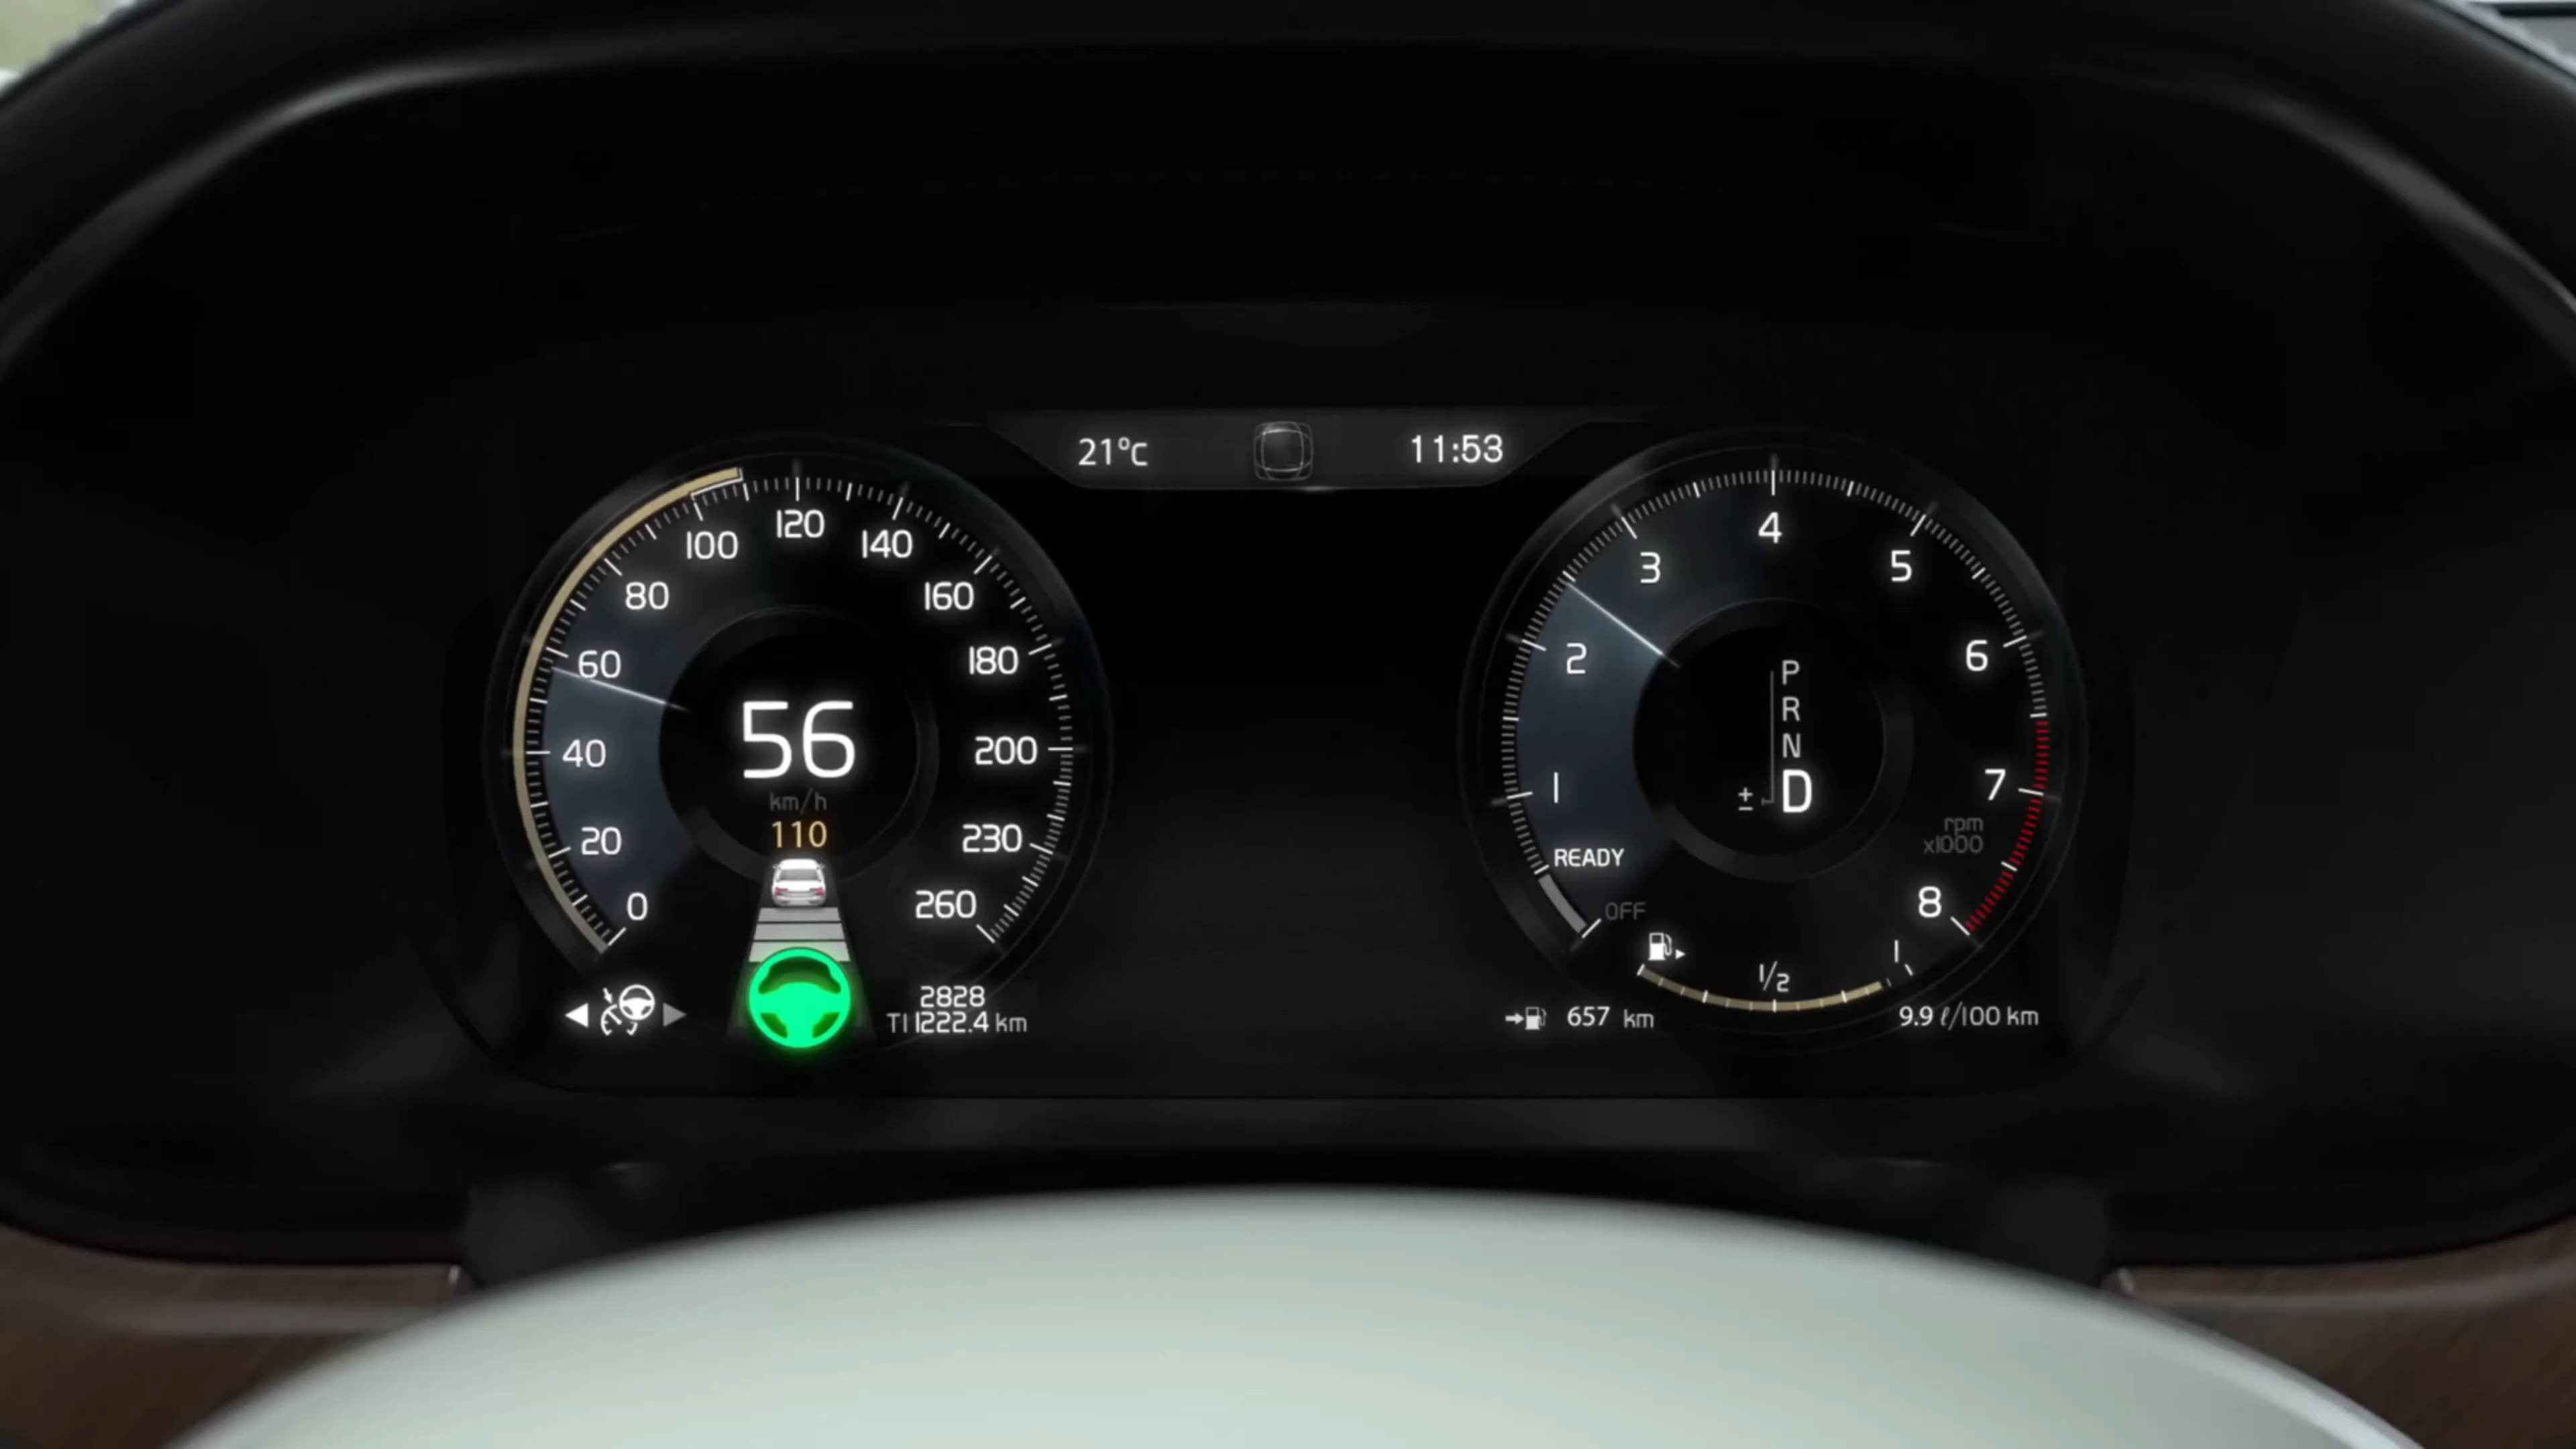 21°C
11:53
0
20
40
60
80
100
120
140
160
180
200
230
260
56
km/h
110
2828
T1 1222.4 km
OFF
READY
1
2
3
4
5
6
7
8
rpm
x1000
P
R
N
± D
1/2
1
657 km
9.9 ℓ/100 km